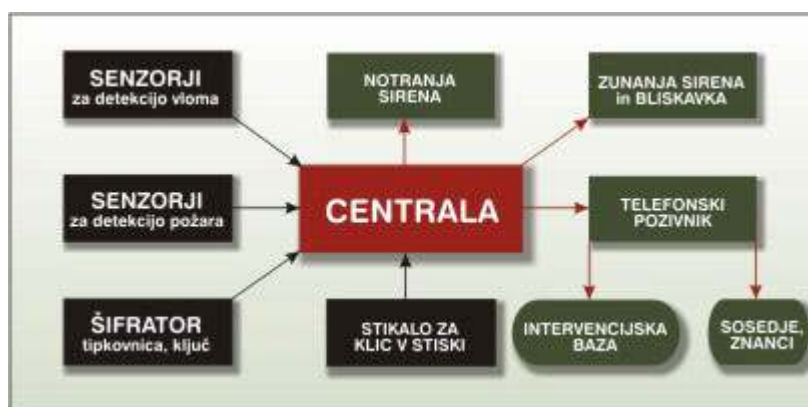 SENZORJI
za detekcijo vloma
NOTRANJA
SIRENA
ZUNANJA SIRENA
in BLISKAVKA
SENZORJI
za detekcijo požara
CENTRALA
TELEFONSKI
POZIVNIK
ŠIFRATOR
tipkovnica, ključ
STIKALO ZA
KLIC V STISKI
INTERVENCIJSKA
BAZA
SOSEDJE,
ZNANCI